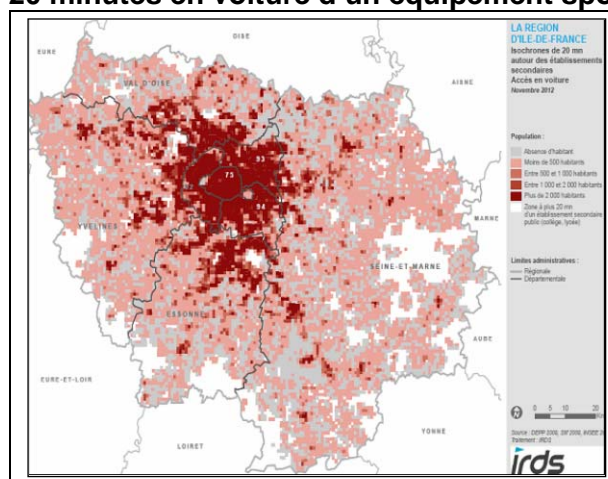 20 minutes en voiture d'un équipement
LA REGION
D'ILE-DE-FRANCE
Isochrones de 20 mn
autour des établissements
secondaires
Accès en voiture
Novembre 2012
Population :
Absence d'habitant
Moins de 500 habitants
Entre 500 et 1 000 habitants
Entre 1 000 et 2 000 habitants
Plus de 2 000 habitants
Zone à plus 20 mn
d'un établissement secondaire
public (collège, lycée)
Limites administratives :
Régionale
Départementale
0 5 10 20
Traitement : IRDS
irds
OISE
EURE
VAL D'OISE
AISNE
93
75
94
MARNE
YVELINES
SEINE-ET-MARNE
ESSONNE
AUBE
EURE-ET-LOIR
YONNE
LOIRET